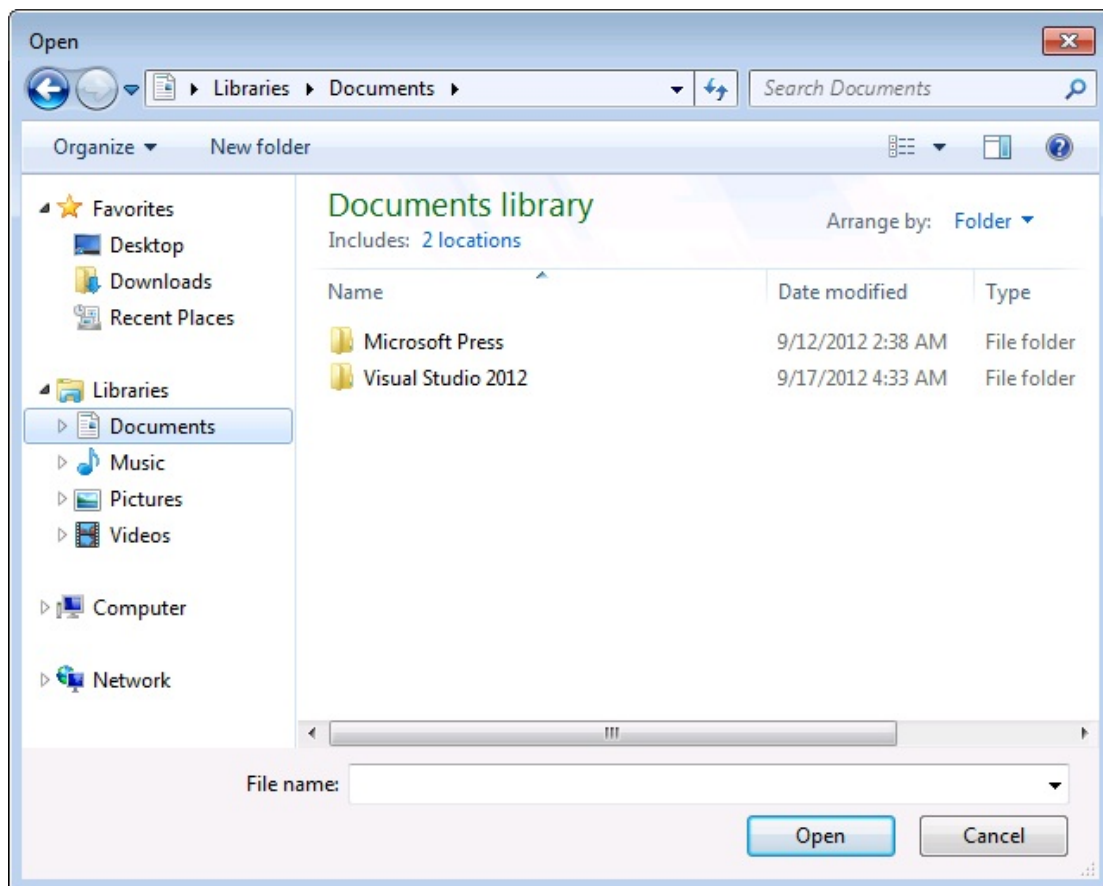 Open
Libraries Documents
Search Documents
Organize New folder
Favorites
Desktop
Downloads
Recent Places
Libraries
Documents
Music
Pictures
Videos
Computer
Network
Documents library
Includes: 2 locations
Arrange by: Folder
Name Date modified Type
Microsoft Press 9/12/2012 2:38 AM File folder
Visual Studio 2012 9/17/2012 4:33 AM File folder
File name:
Open Cancel